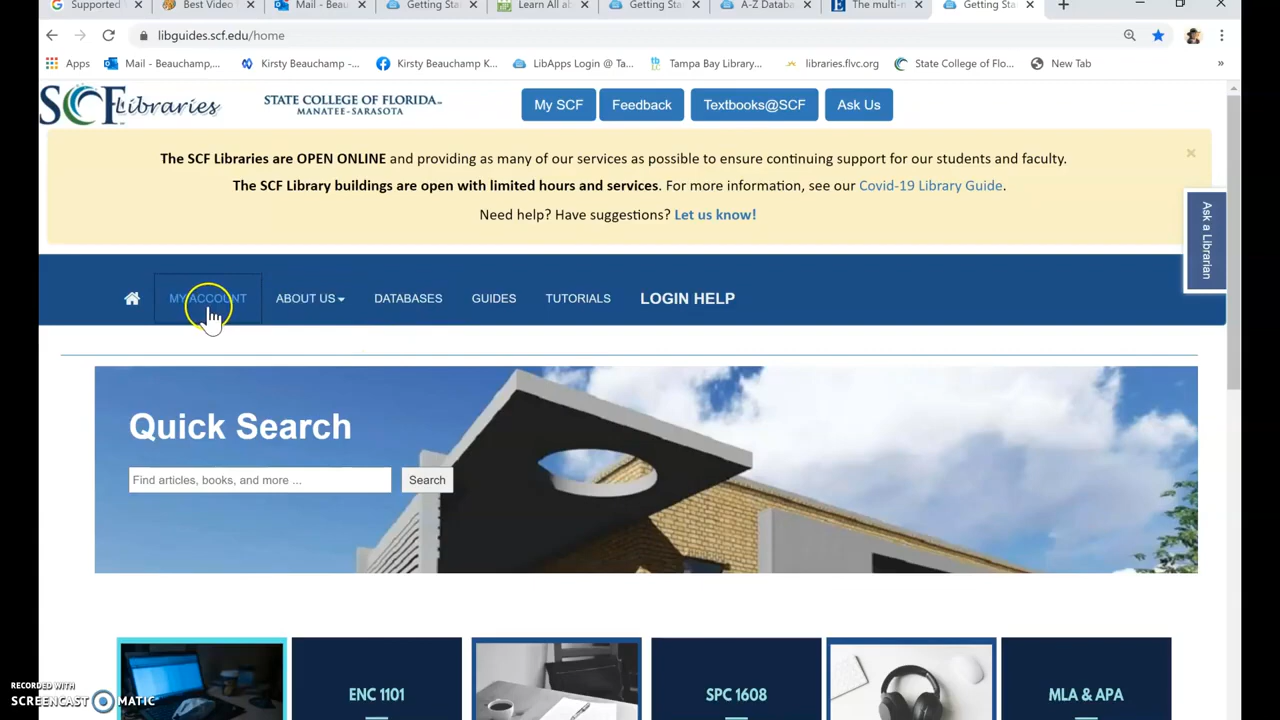 Supported
Best Video
Mail - Beau
Getting Sta
Learn All a
Getting Sta
A-Z Databa
The multi-
Getting Sta
libguides.scf.edu/home
Apps
Mail - Beauchamp,...
Kirsty Beauchamp -...
Kirsty Beauchamp K...
LibApps Login @ Ta...
Tampa Bay Library...
libraries.flvc.org
State College of Flo...
New Tab
»
SCF Libraries
STATE COLLEGE OF FLORIDA
MANATEE-SARASOTA
My SCF
Feedback
Textbooks@SCF
Ask Us
The SCF Libraries are OPEN ONLINE and providing as many of our services as possible to ensure continuing support for our students and faculty.
×
The SCF Library buildings are open with limited hours and services. For more information, see our Covid-19 Library Guide.
Need help? Have suggestions? Let us know!
Ask a Librarian
MY ACCOUNT
ABOUT US
DATABASES
GUIDES
TUTORIALS
LOGIN HELP
Quick Search
Find articles, books, and more ...
Search
ENC 1101
SPC 1608
MLA & APA
RECORDED WITH
SCREENCAST MATIC